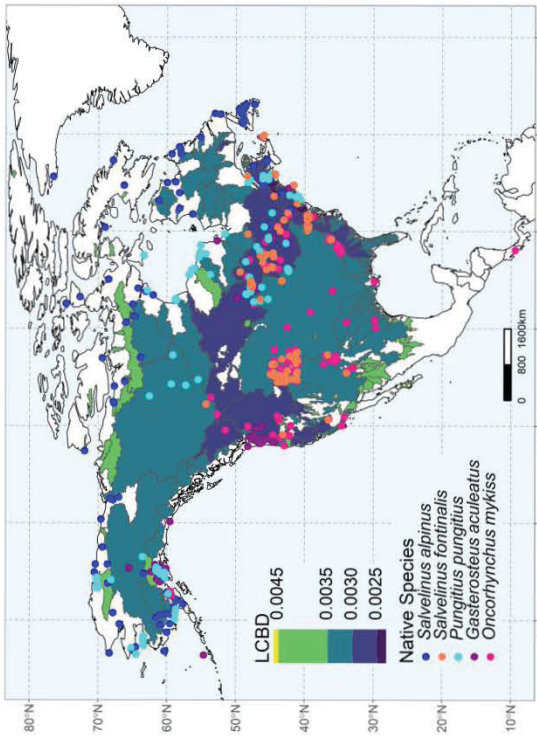 80°N
70°N
60°N
50°N
40°N
30°N
20°N
10°N
LCBD
0.0045
0.0035
0.0030
0.0025
Native Species
Salvelinus alpinus
Salvelinus fontinalis
Pungitius pungitius
Gasterosteus aculeatus
Oncorhynchus mykiss
0 800 1600km